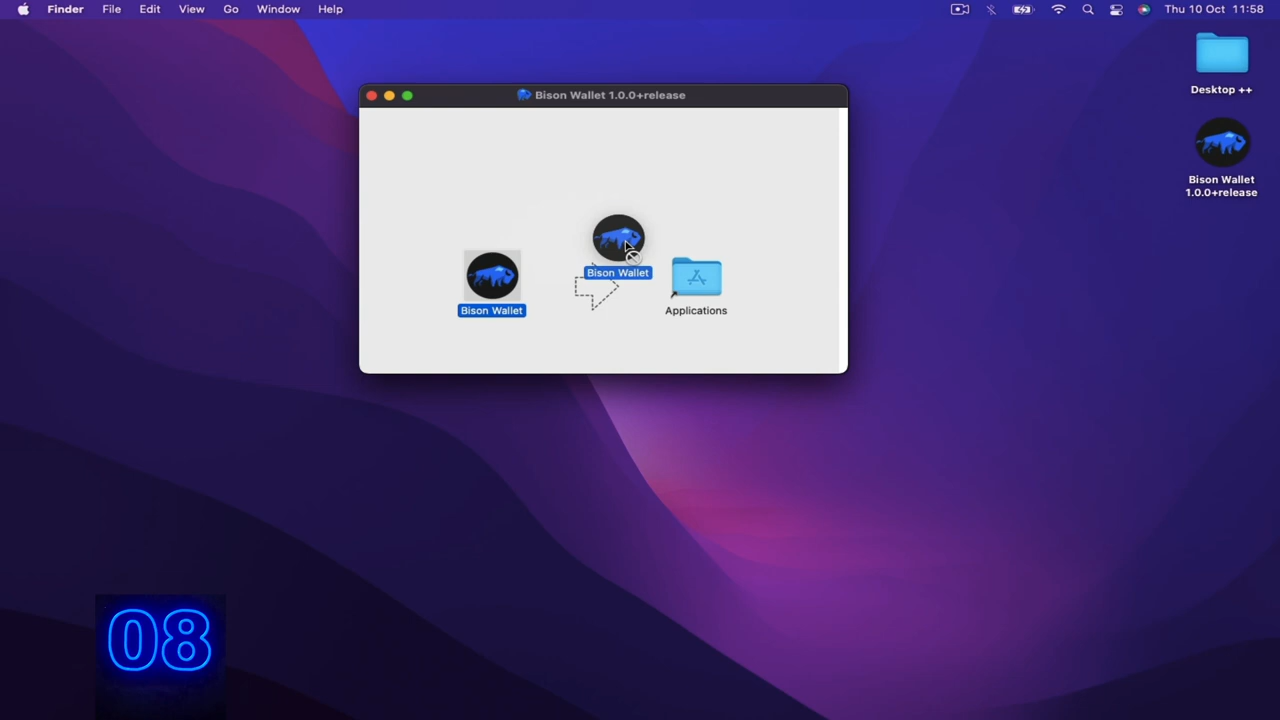 Finder File Edit View Go Window Help Thu 10 Oct 11:58
Bison Wallet 1.0.0+release
Desktop ++
Bison Wallet
1.0.0+release
Bison Wallet
Bison Wallet
Applications
08